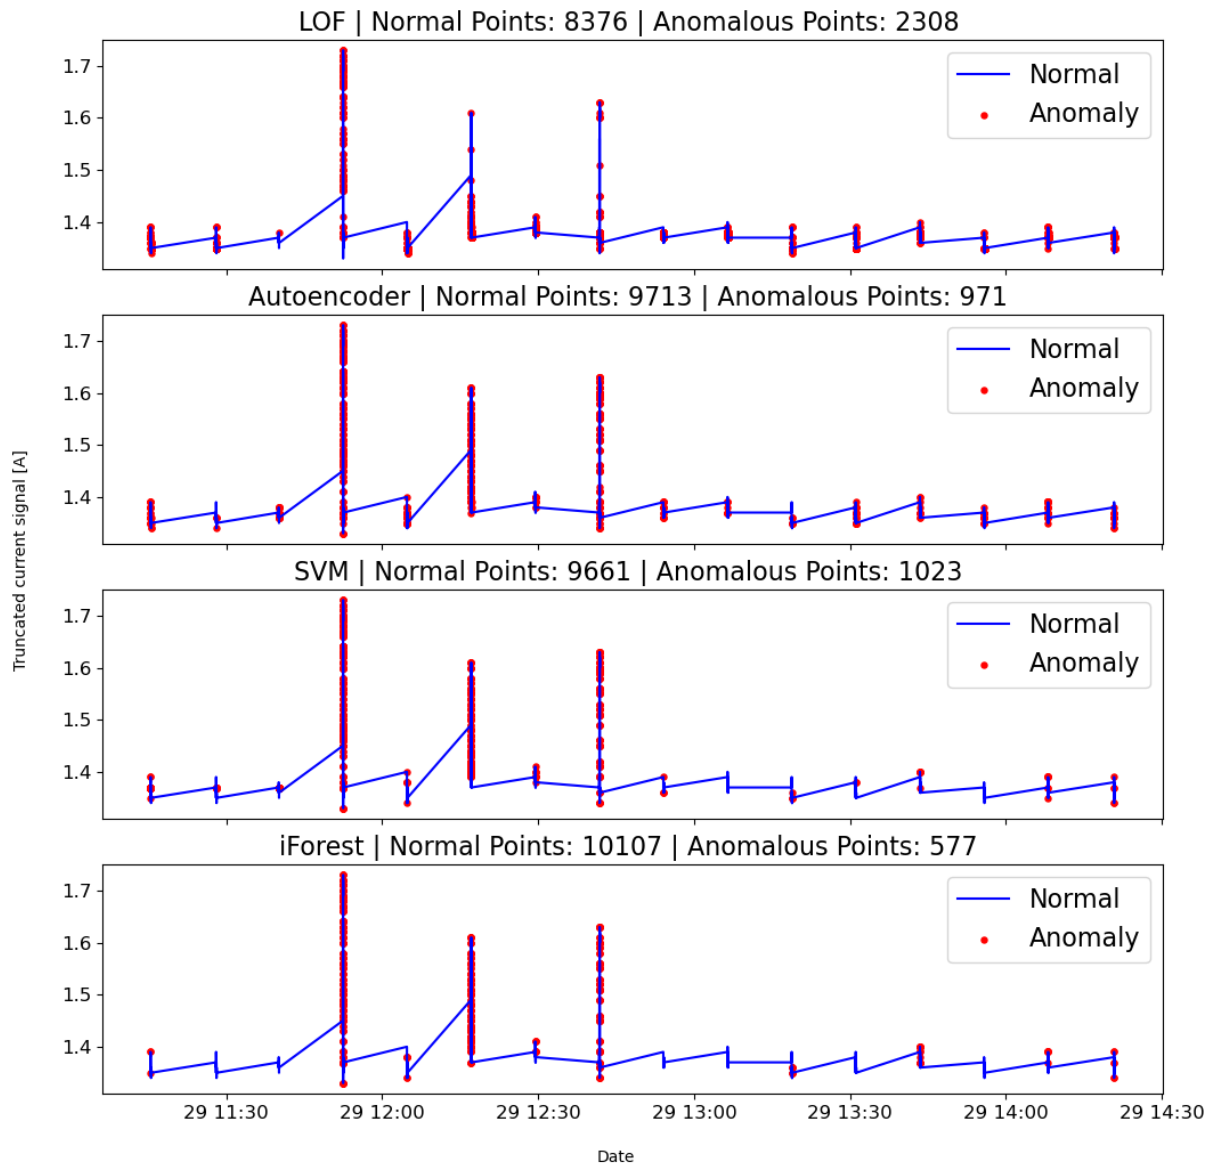 LOF | Normal Points: 8376 | Anomalous Points: 2308
1.7
1.6
1.5
1.4
Normal
Anomaly
Autoencoder | Normal Points: 9713 | Anomalous Points: 971
1.7
1.6
1.5
1.4
Normal
Anomaly
Truncated current signal [A]
SVM | Normal Points: 9661 | Anomalous Points: 1023
1.7
1.6
1.5
1.4
Normal
Anomaly
iForest | Normal Points: 10107 | Anomalous Points: 577
1.7
1.6
1.5
1.4
Normal
Anomaly
29 11:30 29 12:00 29 12:30 29 13:00 29 13:30 29 14:00 29 14:30
Date